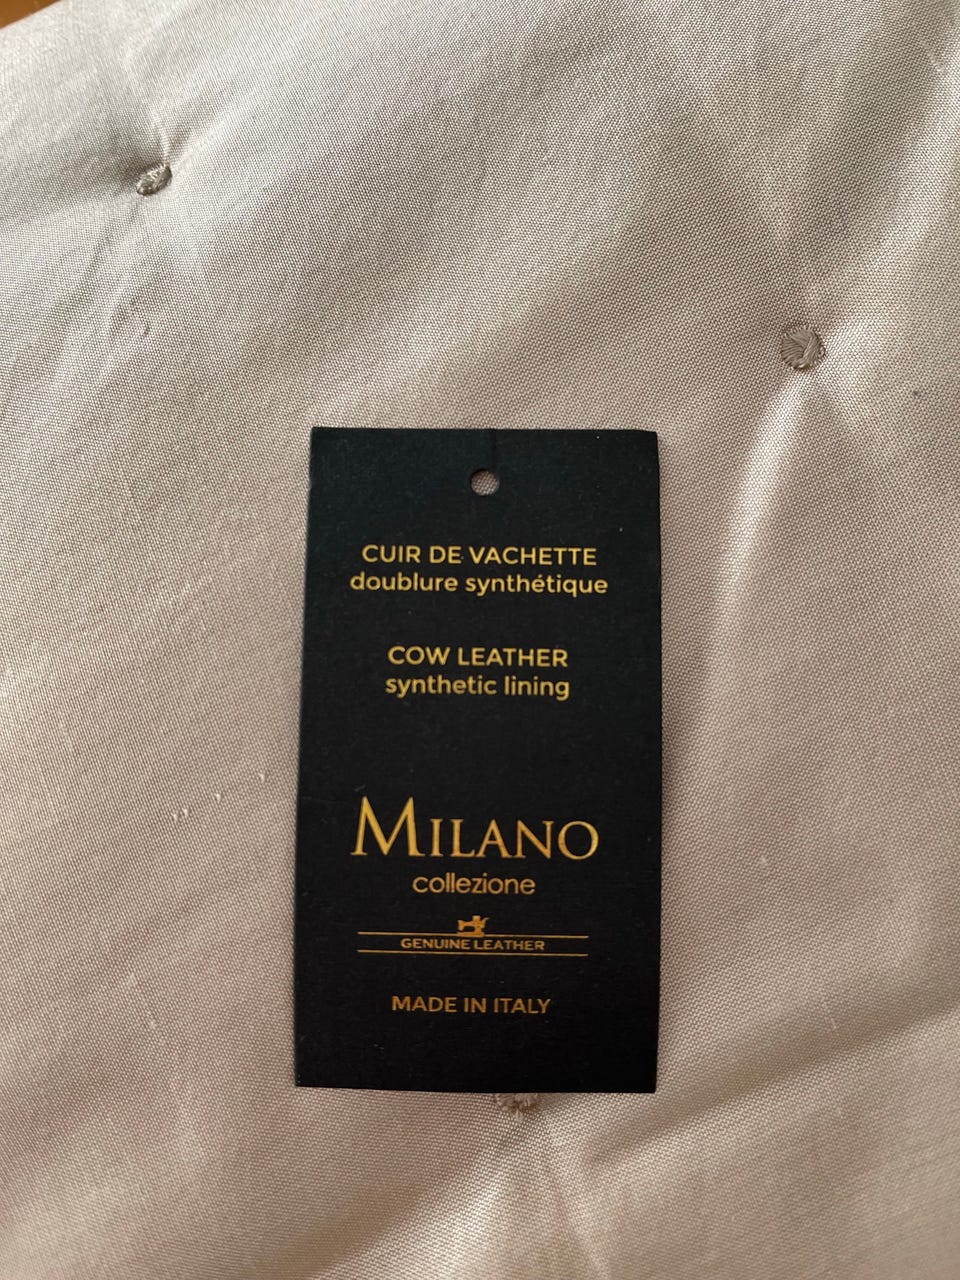 CUIR DE VACHETTE
doublure synthétique
COW LEATHER
synthetic lining
MILANO
collezione
GENUINE LEATHER
MADE IN ITALY